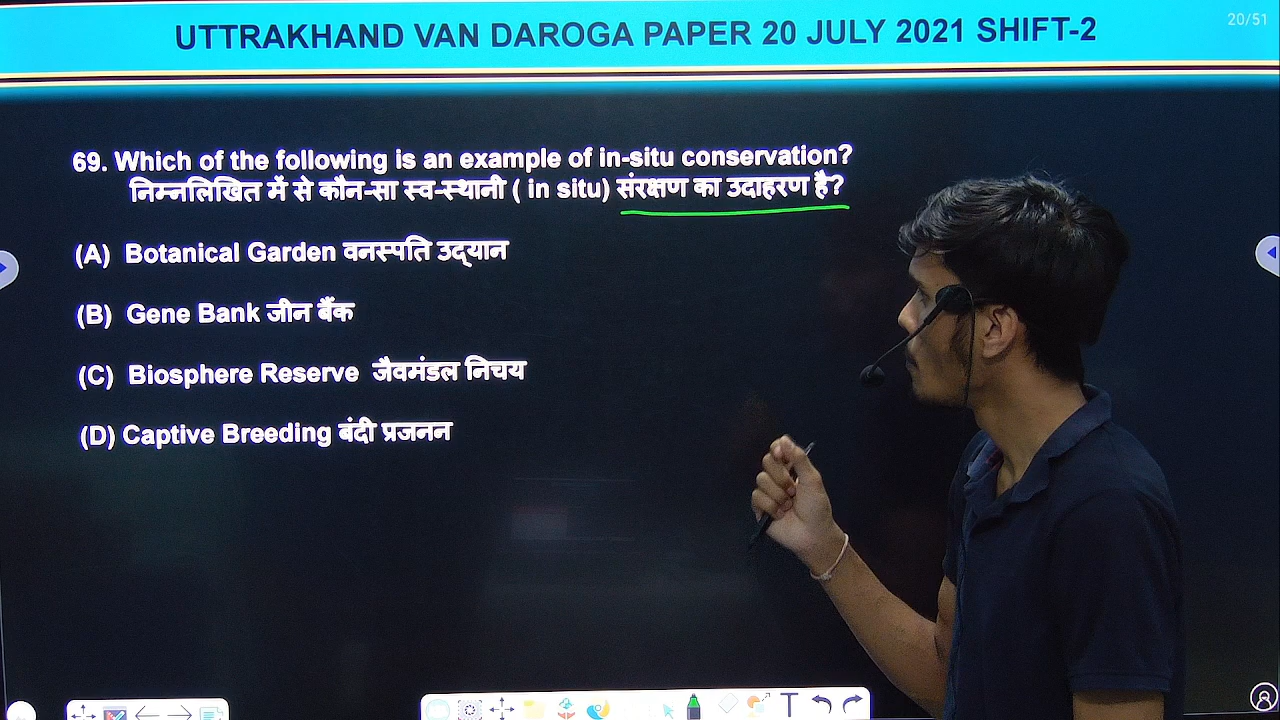 UTTRAKHAND VAN DAROGA PAPER 20 JULY 2021 SHIFT-2
20/51
69. Which of the following is an example of in-situ conservation?
निम्नलिखित में से कौन-सा स्व-स्थानी ( in situ) संरक्षण का उदाहरण है?
(A) Botanical Garden वनस्पति उद्यान
(B) Gene Bank जीन बैंक
(C) Biosphere Reserve जैवमंडल निचय
(D) Captive Breeding बंदी प्रजनन
T